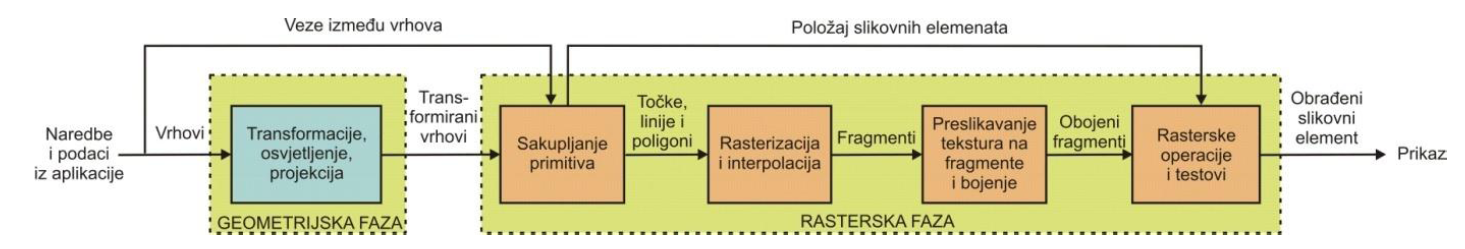 Veze između vrhova
Položaj slikovnih elemenata
Naredbe
i podaci
iz aplikacije
Vrhovi
Transformacije,
osvjetljenje,
projekcija
GEOMETRIJSKA FAZA
Trans-
formirani
vrhovi
Sakupljanje
primitiva
Točke,
linije i
poligoni
Rasterizacija
i interpolacija
Fragmenti
Preslikavanje
tekstura na
fragmente
i bojenje
Obojeni
fragmenti
Rasterske
operacije
i testovi
RASTERSKA FAZA
Obrađeni
slikovni
element
Prikaz